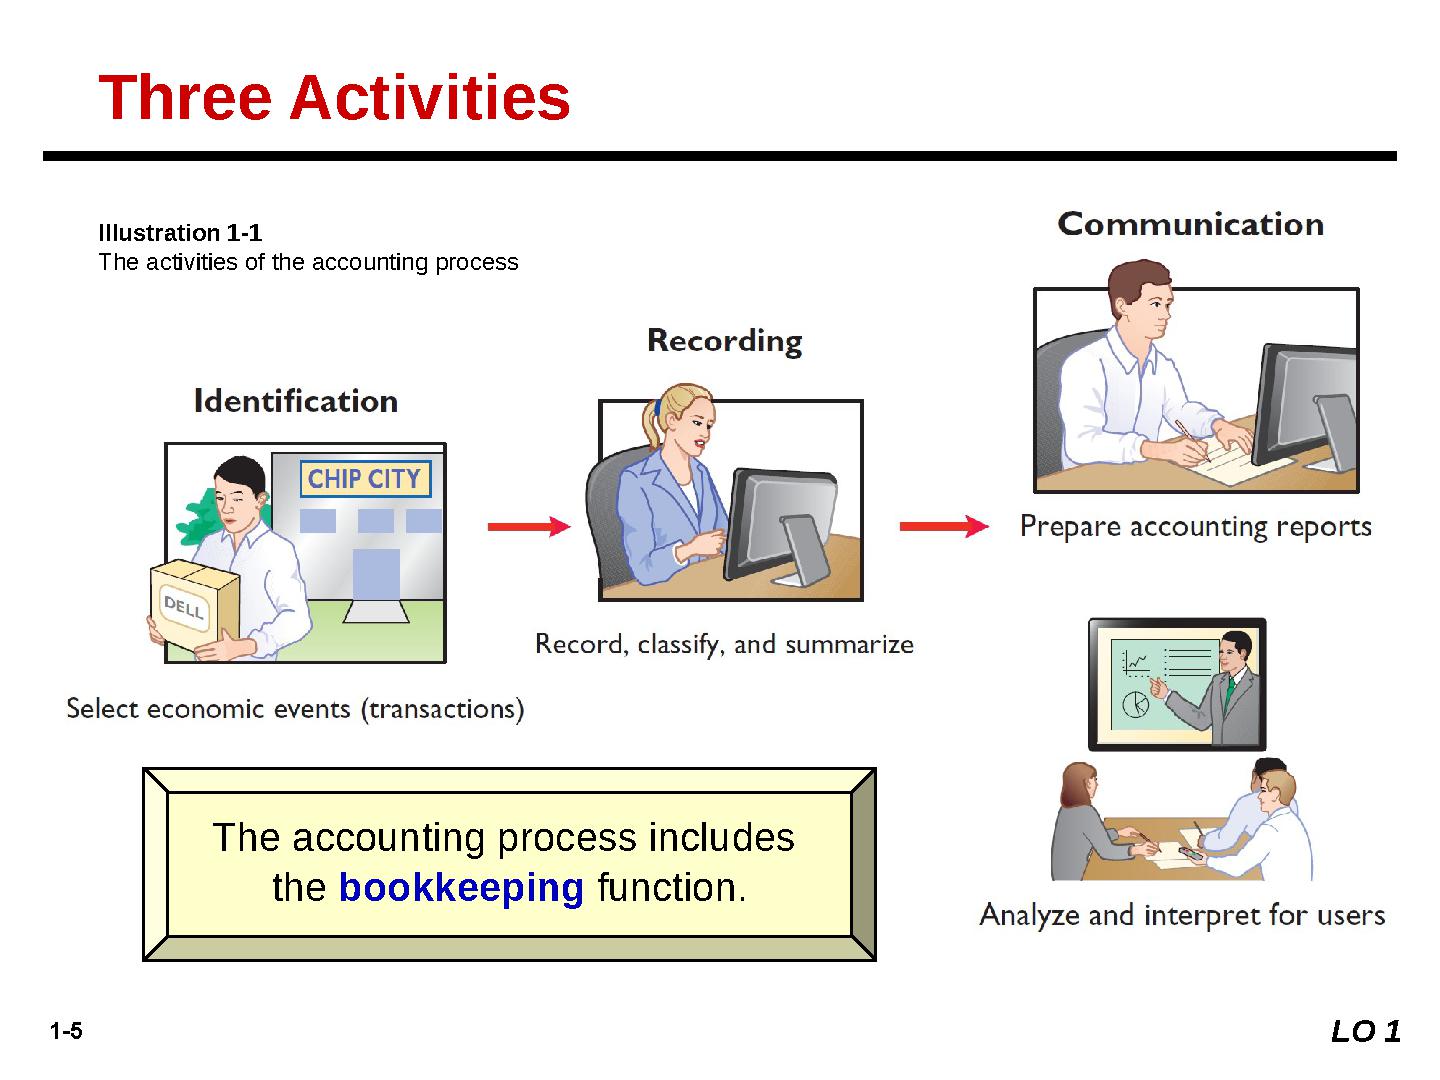 Three Activities
Illustration 1-1
The activities of the accounting process
Identification
CHIP CITY
DELL
Select economic events (transactions)
Recording
Record, classify, and summarize
Communication
Prepare accounting reports
Analyze and interpret for users
The accounting process includes
the bookkeeping function.
1-5
LO 1